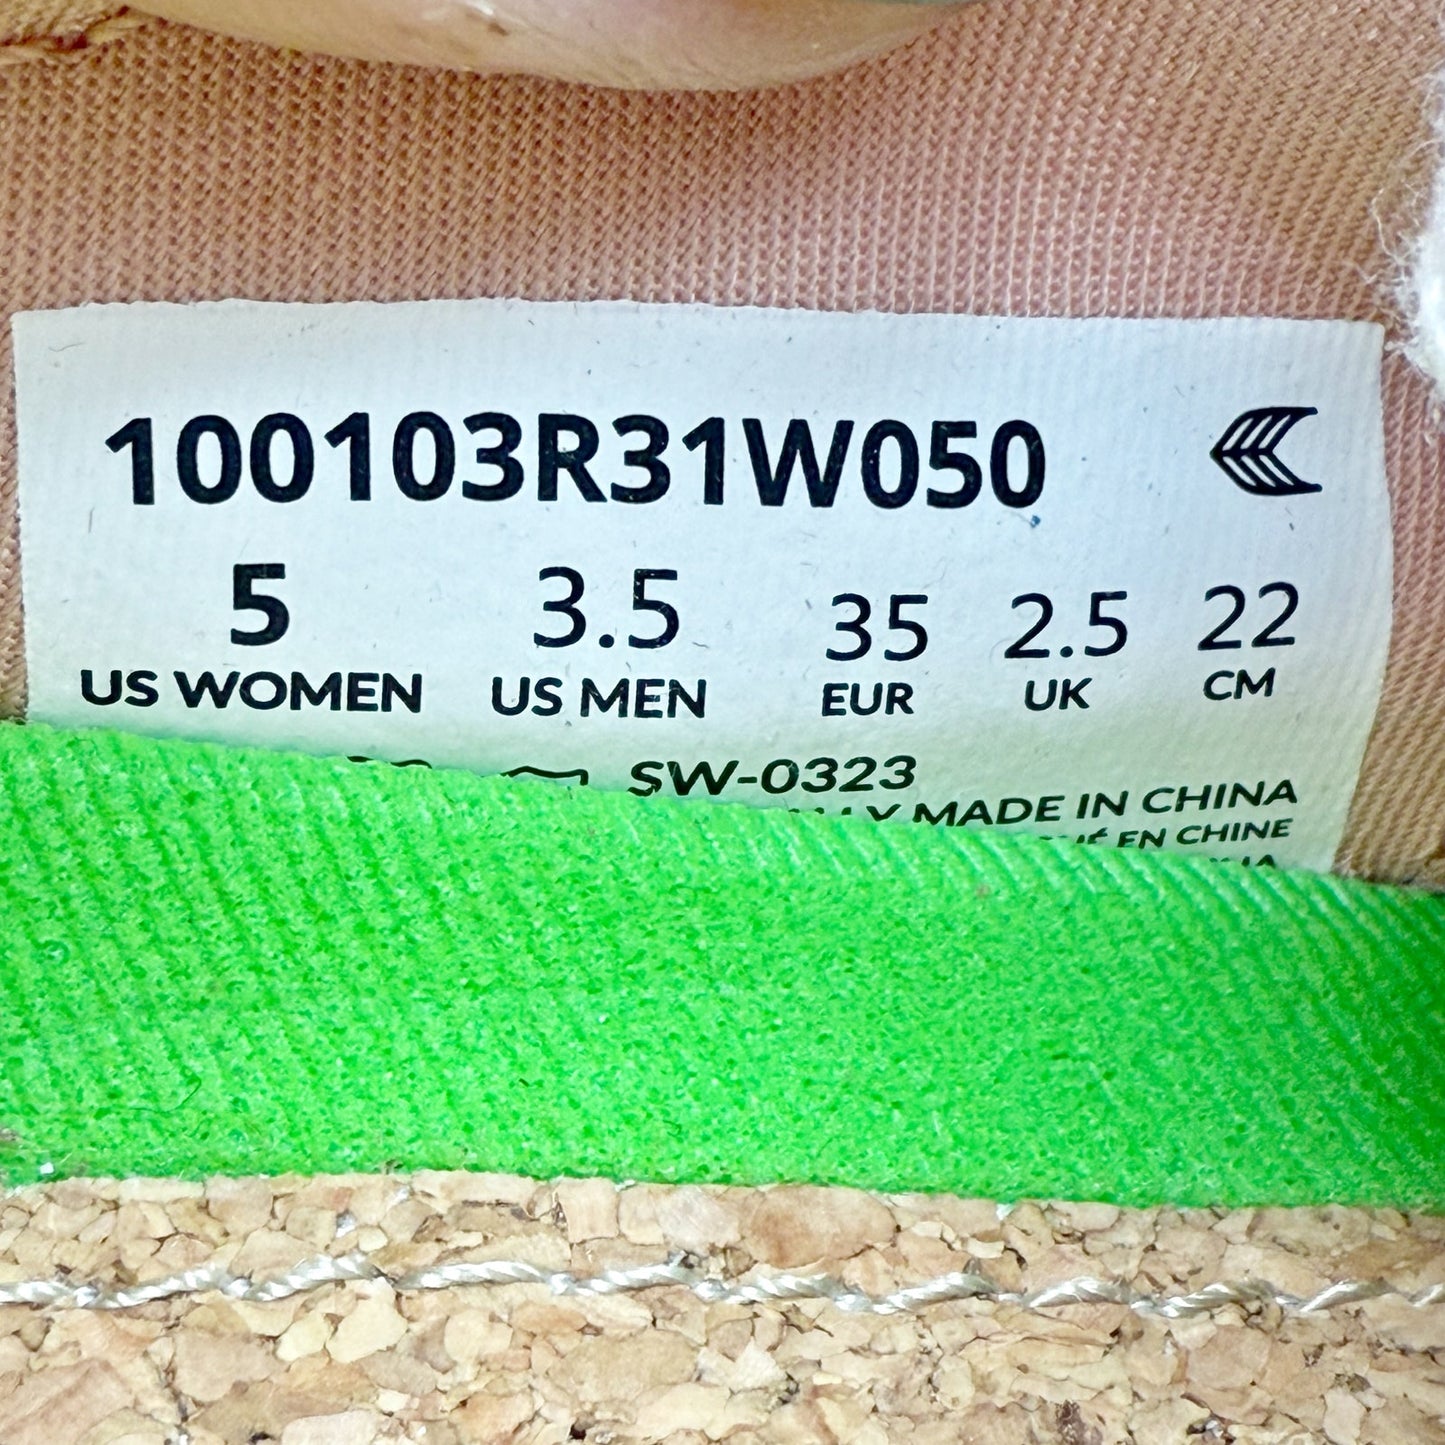 100103R31W050
5 3.5 35 2.5 22
US WOMEN US MEN EUR UK CM
SW-0323
MADE IN CHINA
EN CHINE